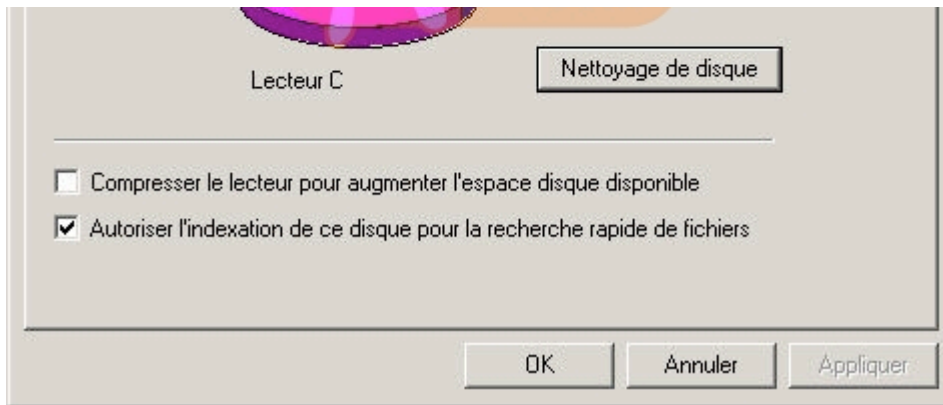 Lecteur C
Nettoyage de disque
Compresser le lecteur pour augmenter l'espace disque disponible
Autoriser l'indexation de ce disque pour la recherche rapide de fichiers
OK
Annuler
Appliquer